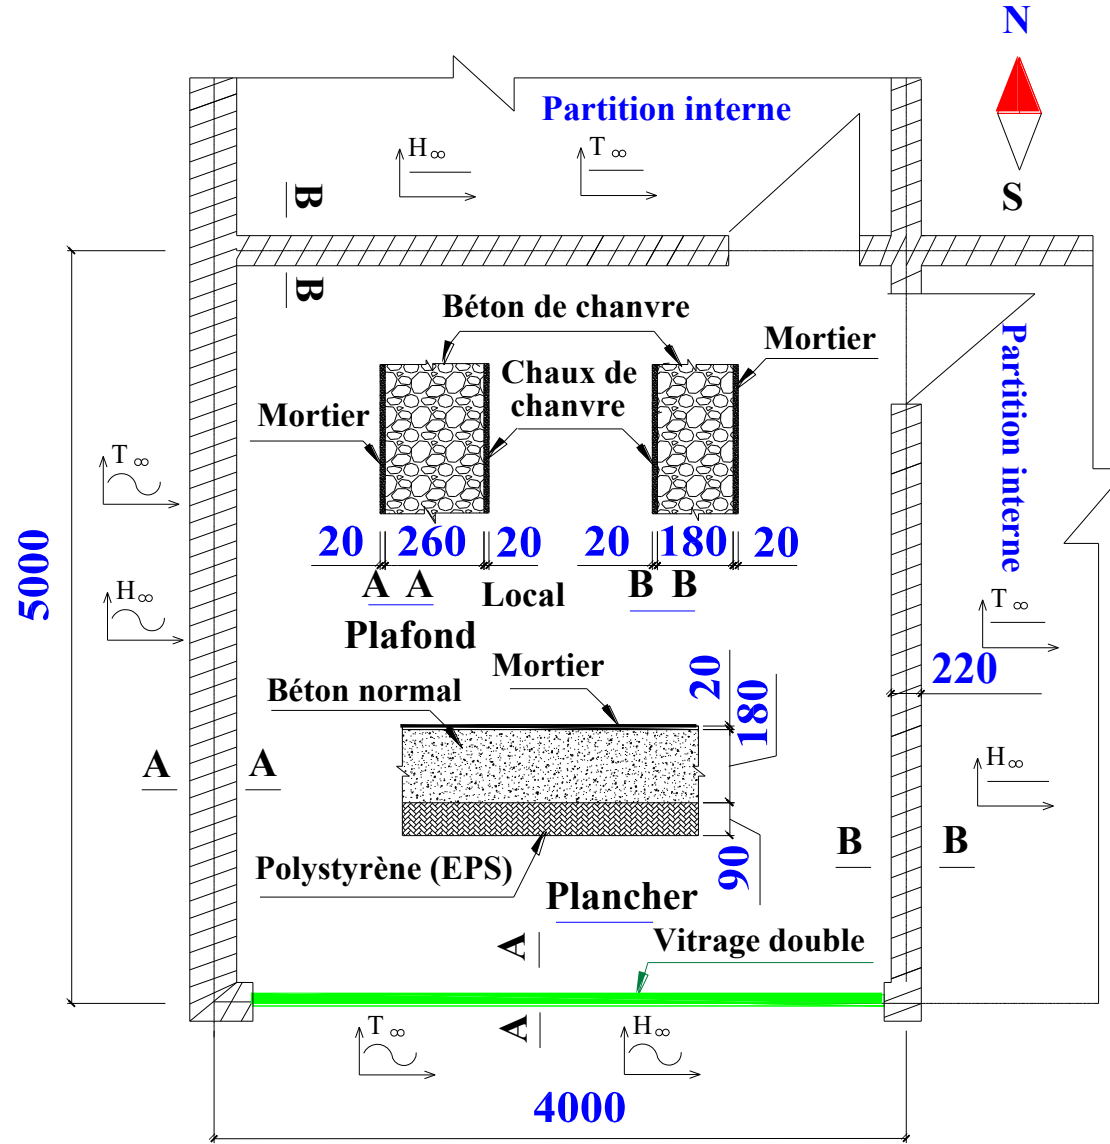 N
Partition interne
H∞
T∞
S
B
B
Béton de chanvre
Mortier
Chaux de
chanvre
Mortier
Partition interne
T∞
H∞
5000
20
260
20
20
180
20
A A
Local
B B
Plafond
T∞
Mortier
Béton normal
20
180
220
A
A
H∞
90
B
B
Polystyrène (EPS)
Plancher
A
Vitrage double
A
T∞
H∞
4000